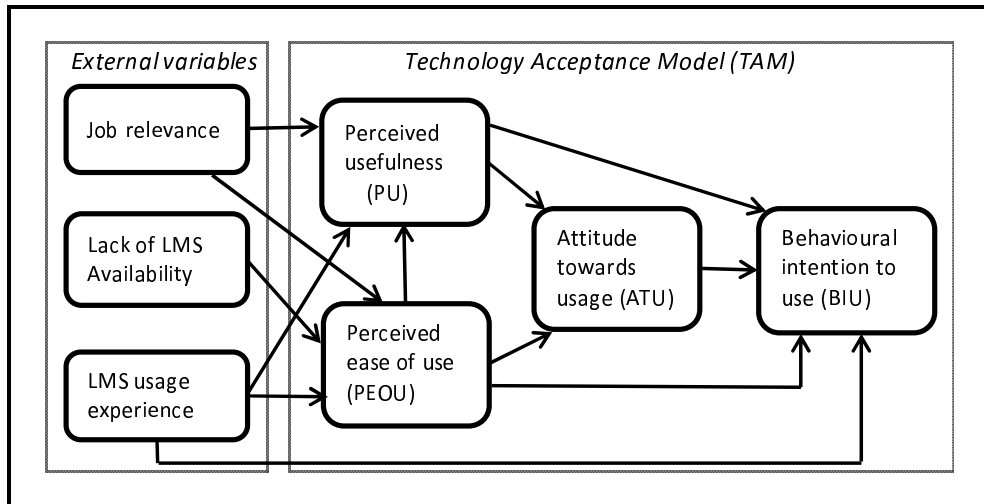 External variables
Technology Acceptance Model (TAM)
Job relevance
Lack of LMS
Availability
LMS usage
experience
Perceived
usefulness
(PU)
Perceived
ease of use
(PEOU)
Attitude
towards
usage (ATU)
Behavioural
intention to
use (BIU)